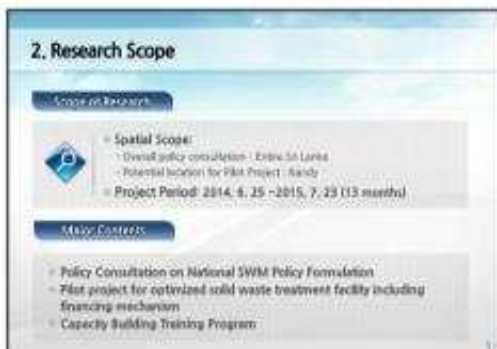 2. Research Scope
Scope of Research
Spatial Scope:
- Overall policy consultation : Entire Sri Lanka
- Potential location for Pilot Project : Kandy
Project Period: 2014. 6. 25 ~2015. 7. 23 (13 months)
Major Contents
Policy Consultation on National SWM Policy Formulation
Pilot project for optimized solid waste treatment facility including
financing mechanism
Capacity Building Training Program